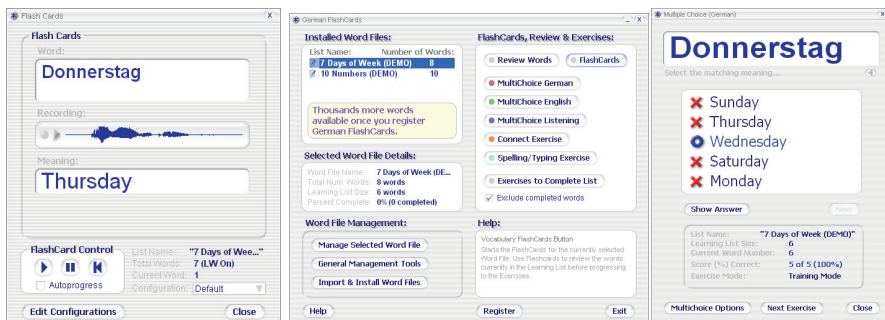 Flash Cards
X
Flash Cards
Word:
Donnerstag
Recording:
Meaning:
Thursday
FlashCard Control
Autoprogress
List Name: "7 Days of Wee..."
Total Words: 7 (LW On)
Current Word: 1
Configuration: Default
Edit Configurations
Close
German FlashCards
X
Installed Word Files:
List Name: Number of Words:
7 Days of Week (DEMO) 8
10 Numbers (DEMO) 10
Thousands more words
available once you register
German FlashCards.
Selected Word File Details:
Word File Name: 7 Days of Week (DE...
Total Num. Words: 8 words
Learning List Size: 6 words
Percent Complete: 0% (0 completed)
Word File Management:
Manage Selected Word File
General Management Tools
Import & Install Word Files
Help
FlashCards, Review & Exercises:
Review Words FlashCards
MultiChoice German
MultiChoice English
MultiChoice Listening
Connect Exercise
Spelling/Typing Exercise
Exercises to Complete List
Exclude completed words
Help:
Vocabulary FlashCards Button
Starts the FlashCards for the currently selected
Word File. Use Flashcards to review the words
currently in the Learning List before progressing
to the Exercises.
Register
Exit
Multiple Choice (German)
X
Donnerstag
Select the matching meaning...
Sunday
Thursday
Wednesday
Saturday
Monday
Show Answer
Next
List Name: "7 Days of Week (DEMO)"
Learning List Size: 6
Current Word Number: 6
Score (%) Correct: 5 of 5 (100%)
Exercise Mode: Training Mode
Multichoice Options
Next Exercise
Close